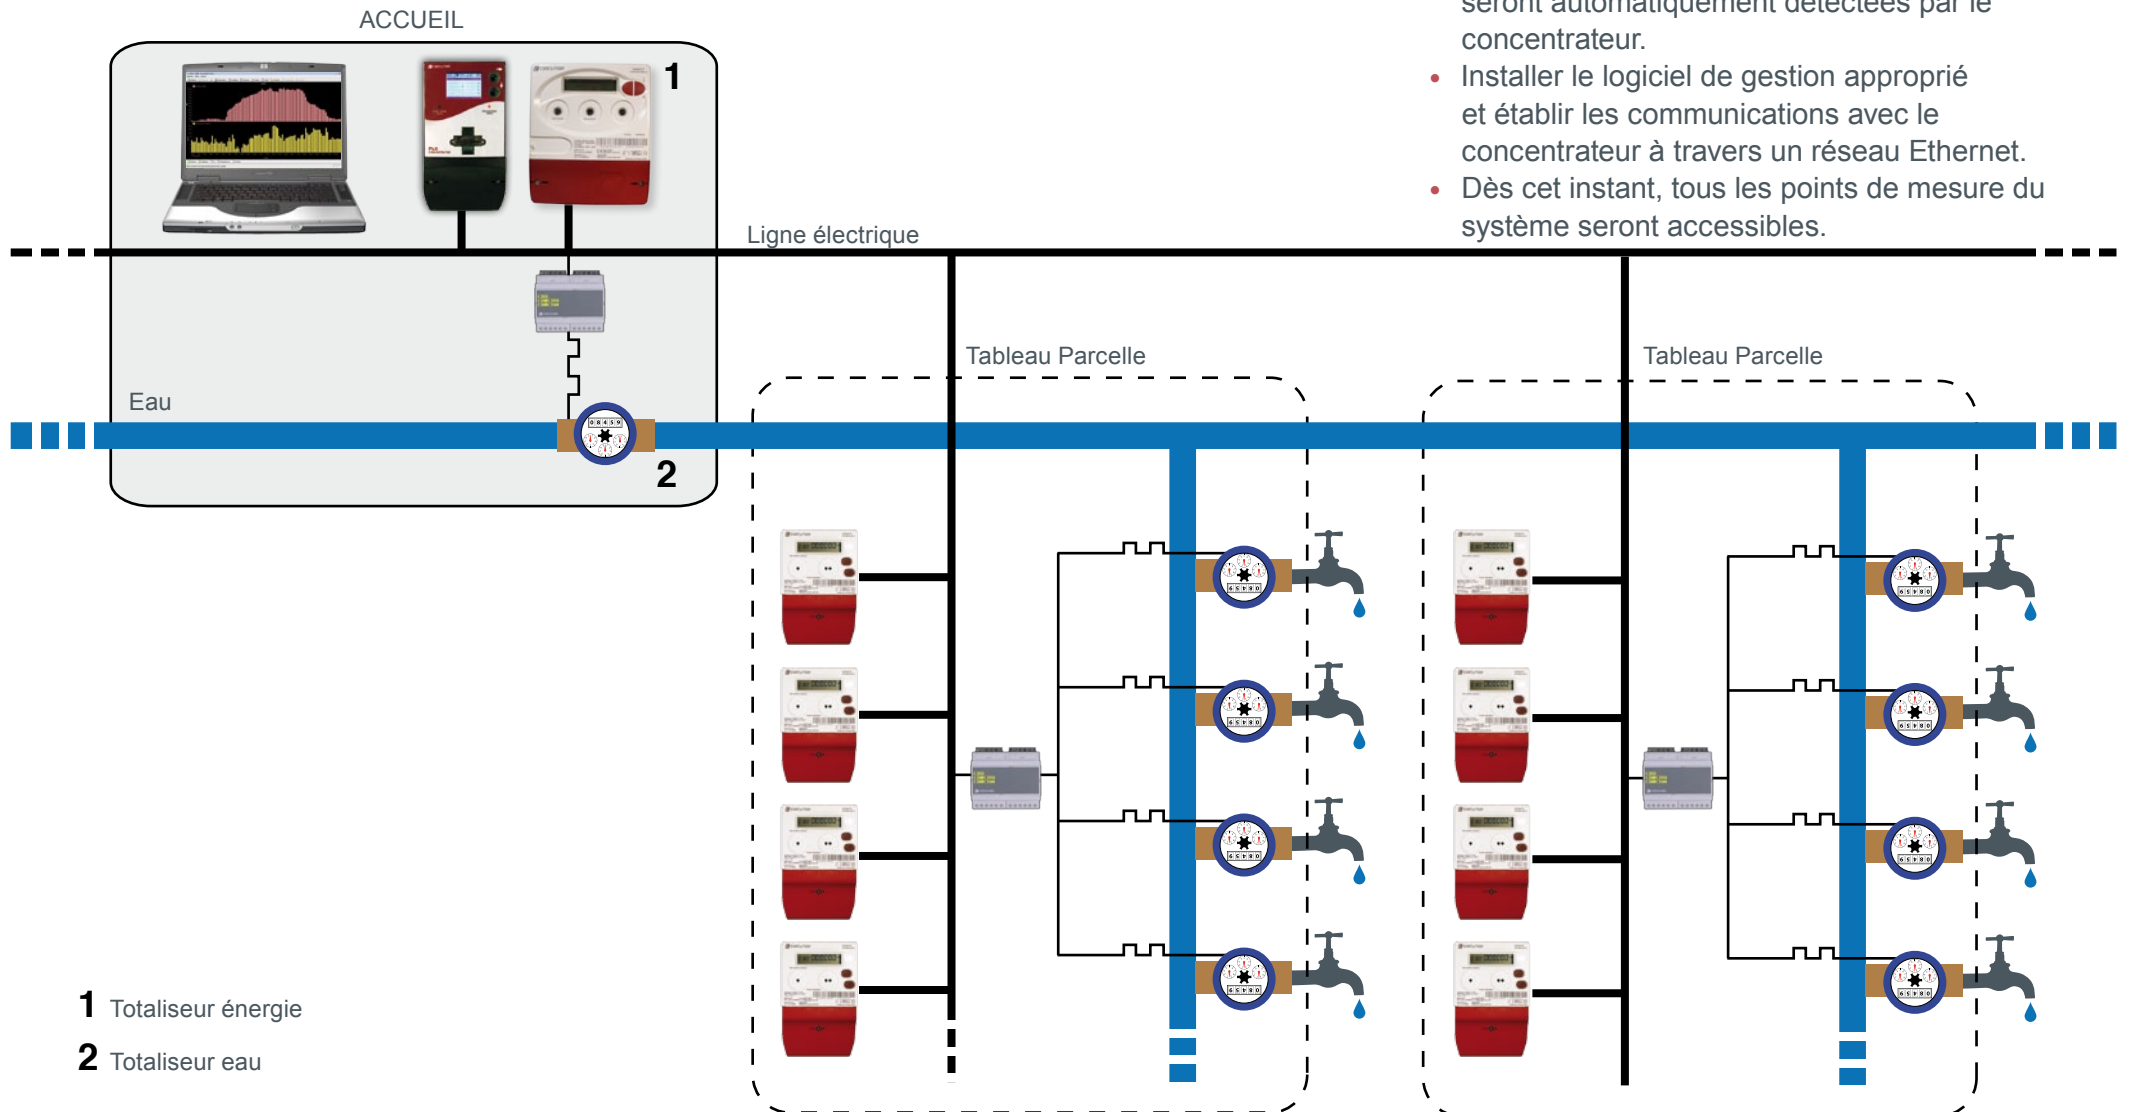 ACCUEIL
1
seront automatiquement détectées par le
concentrateur.
• Installer le logiciel de gestion approprié
et établir les communications avec le
concentrateur à travers un réseau Ethernet.
• Dès cet instant, tous les points de mesure du
système seront accessibles.
Ligne électrique
Tableau Parcelle
Tableau Parcelle
Eau
2
1 Totaliseur énergie
2 Totaliseur eau